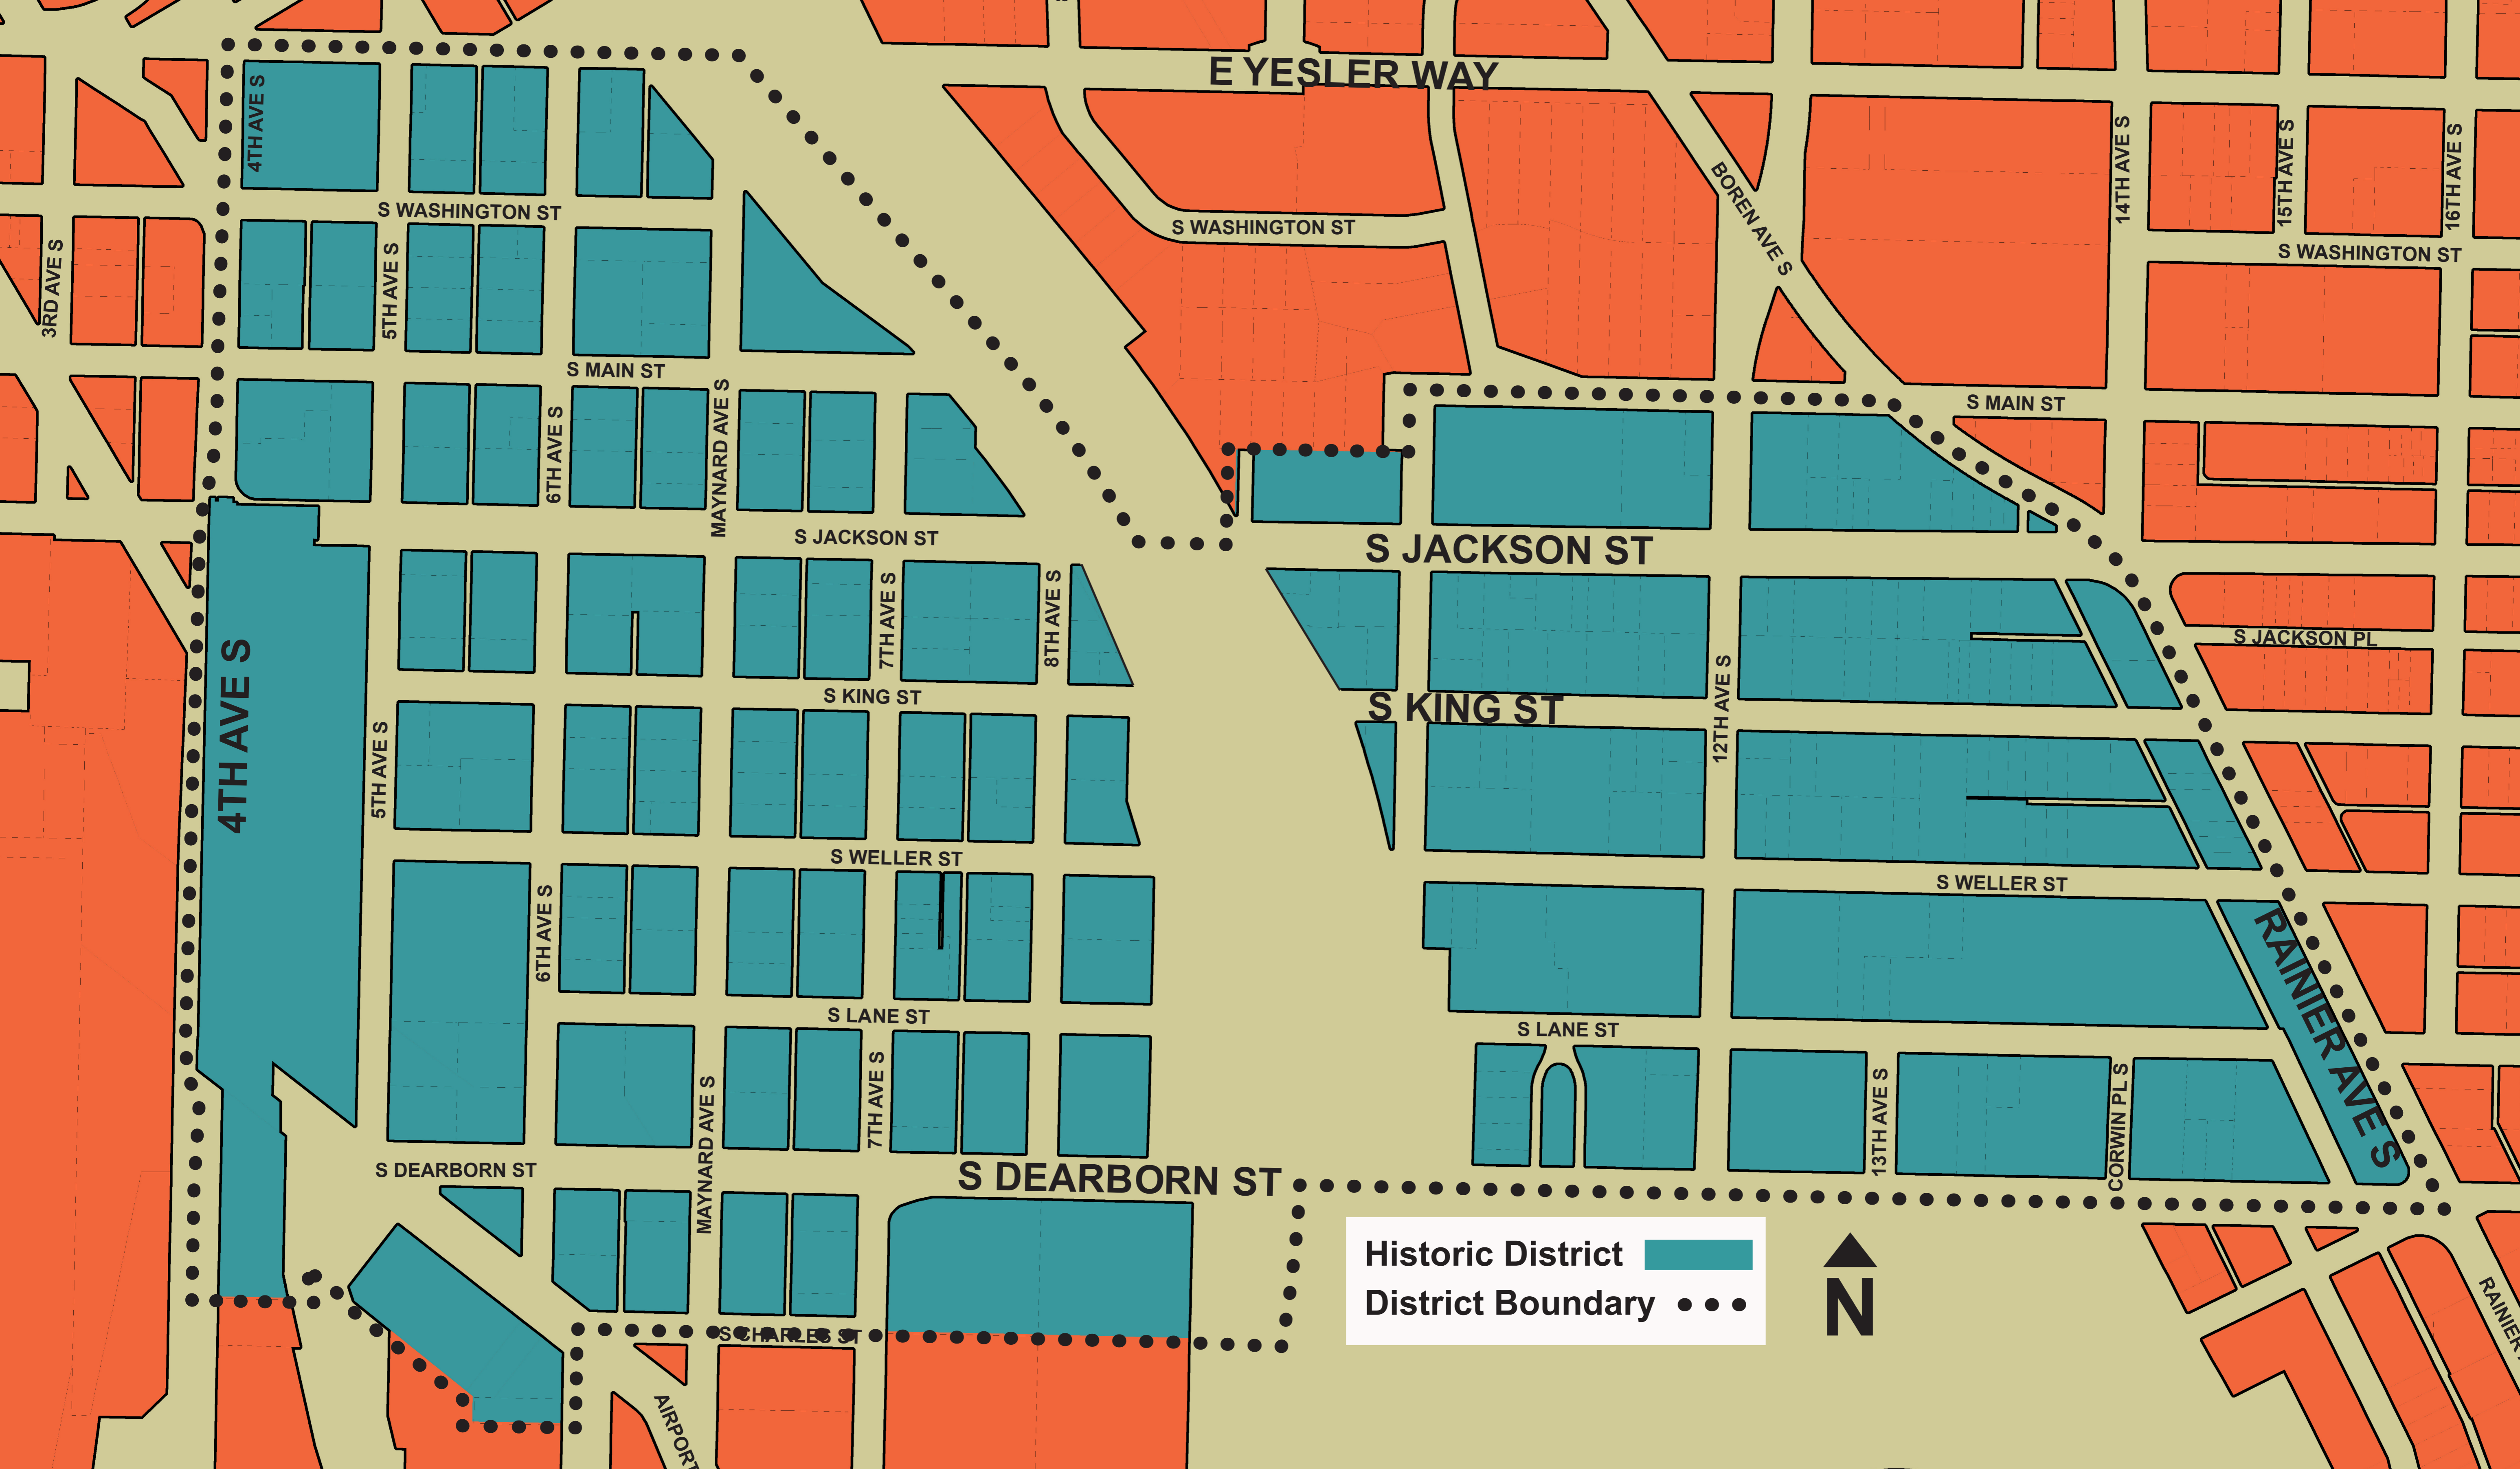 E YESLER WAY
4TH AVE S
14TH AVE S
15TH AVE S
16TH AVE S
BOREN AVE S
S WASHINGTON ST
S WASHINGTON ST
S WASHINGTON ST
3RD AVE S
5TH AVE S
S MAIN ST
S MAIN ST
6TH AVE S
MAYNARD AVE S
S JACKSON ST
S JACKSON ST
7TH AVE S
8TH AVE S
S JACKSON PL
4TH AVE S
S KING ST
S KING ST
12TH AVE S
5TH AVE S
S WELLER ST
S WELLER ST
6TH AVE S
RAINIER AVE S
S LANE ST
S LANE ST
MAYNARD AVE S
7TH AVE S
13TH AVE S
CORWIN PL S
S DEARBORN ST
S DEARBORN ST
Historic District
District Boundary
N
S CHARLES ST
AIRPORT
RAINIER